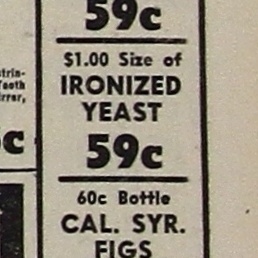 59c
$1.00 Size of
IRONIZED
YEAST
59c
60c Bottle
CAL. SYR.
FIGS